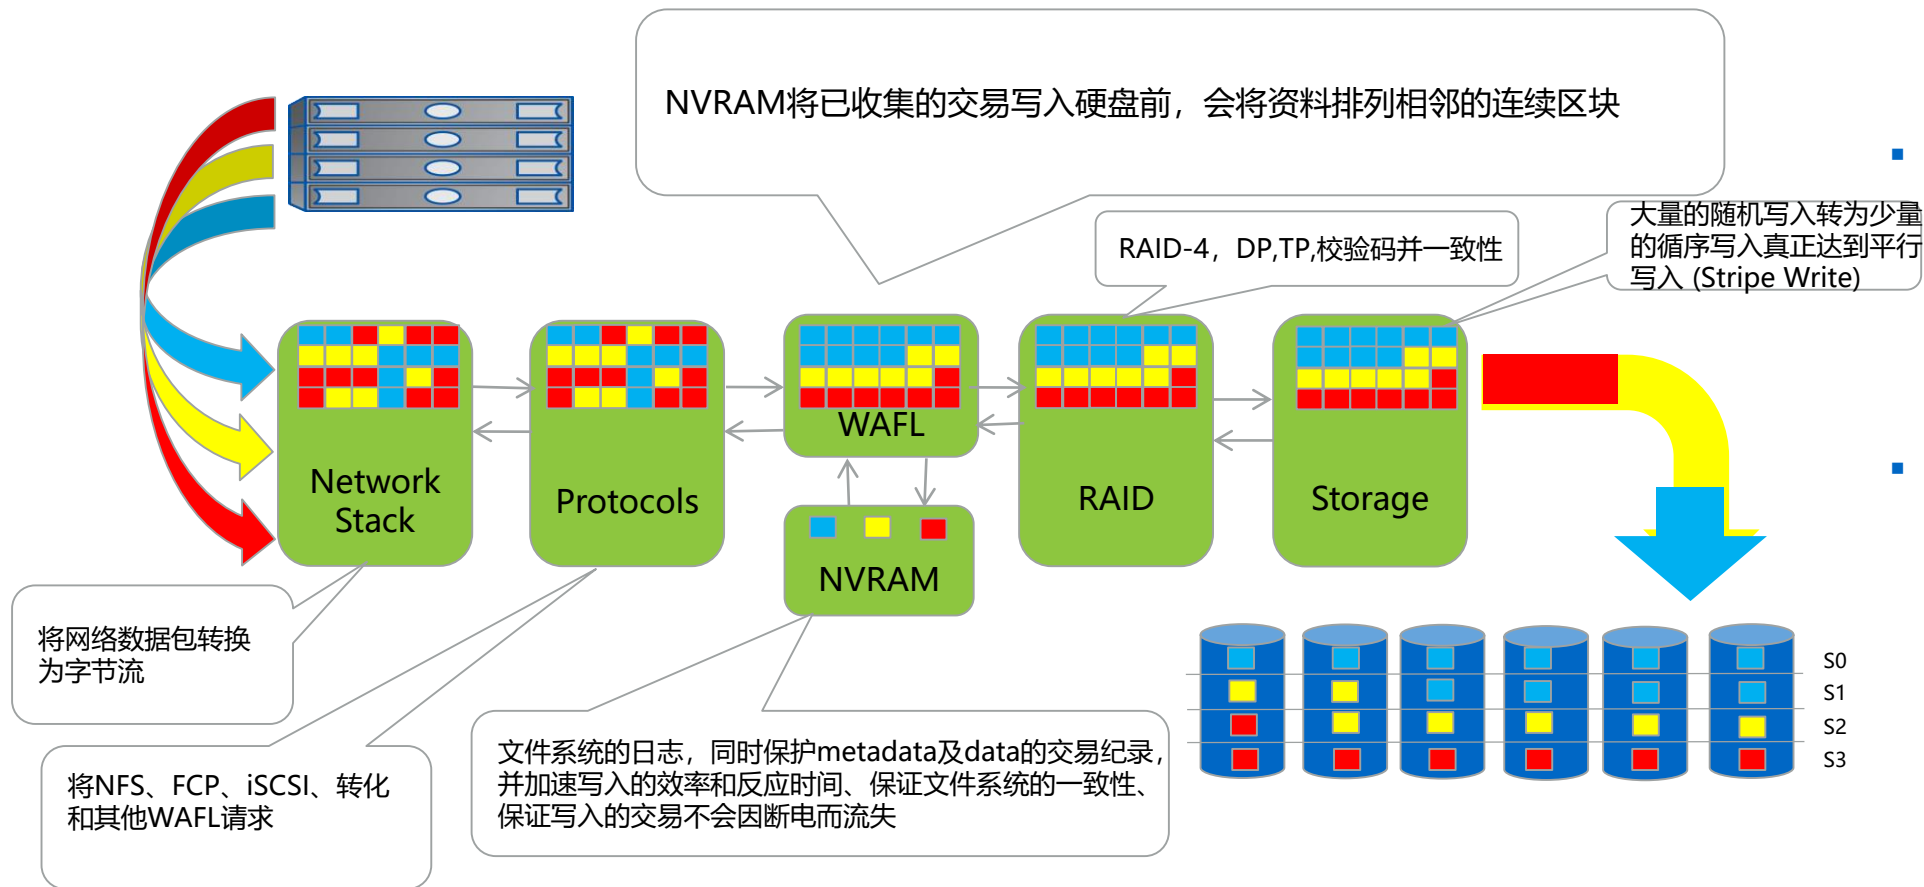 NVRAM将已收集的交易写入硬盘前，会将资料排列相邻的连续区块
RAID-4，DP,TP,校验码并一致性
大量的随机写入转为少量
的循序写入真正达到平行
写入 (Stripe Write)
Network
Stack
Protocols
WAFL
NVRAM
RAID
Storage
将网络数据包转换
为字节流
将NFS、FCP、iSCSI、转化
和其他WAFL请求
文件系统的日志，同时保护metadata及data的交易纪录，
并加速写入的效率和反应时间、保证文件系统的一致性、
保证写入的交易不会因断电而流失
S0
S1
S2
S3